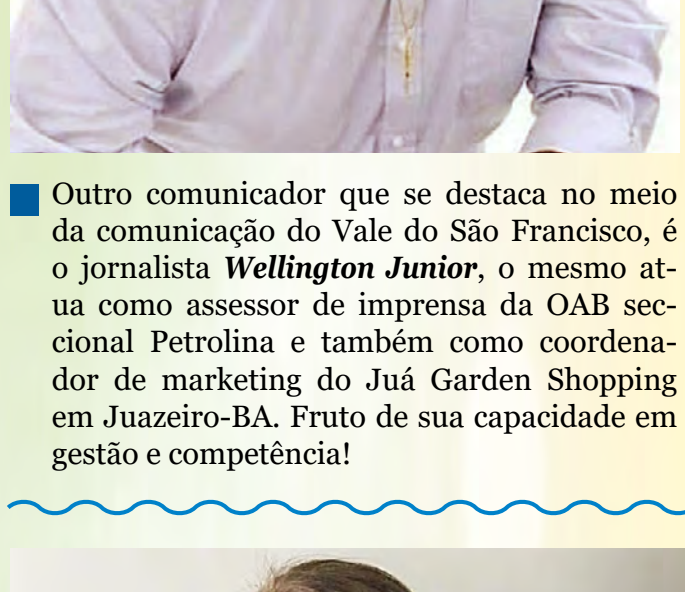 Outro comunicador que se destaca no meio
da comunicação do Vale do São Francisco, é
o jornalista Wellington Junior, o mesmo at-
ua como assessor de imprensa da OAB sec-
cional Petrolina e também como coordena-
dor de marketing do Juá Garden Shopping
em Juazeiro-BA. Fruto de sua capacidade em
gestão e competência!